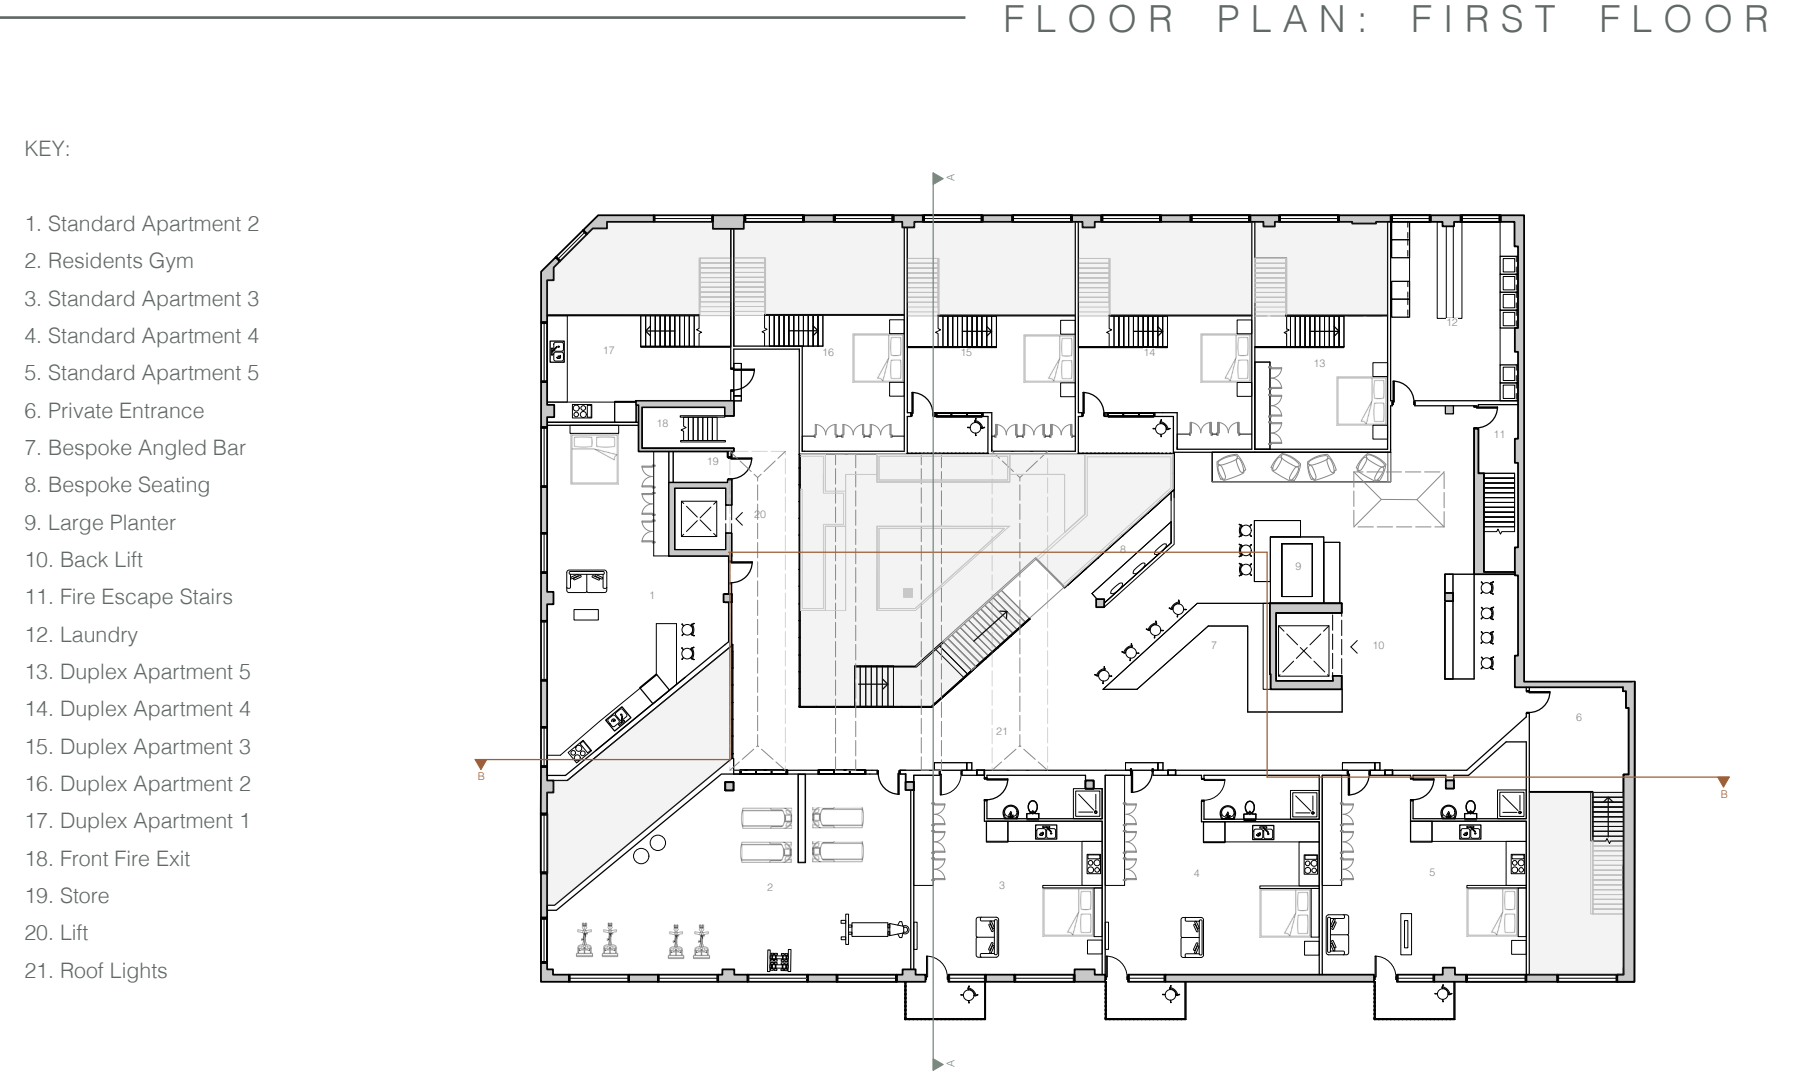 FLOOR PLAN: FIRST FLOOR
KEY:
1. Standard Apartment 2
2. Residents Gym
3. Standard Apartment 3
4. Standard Apartment 4
5. Standard Apartment 5
6. Private Entrance
7. Bespoke Angled Bar
8. Bespoke Seating
9. Large Planter
10. Back Lift
11. Fire Escape Stairs
12. Laundry
13. Duplex Apartment 5
14. Duplex Apartment 4
15. Duplex Apartment 3
16. Duplex Apartment 2
17. Duplex Apartment 1
18. Front Fire Exit
19. Store
20. Lift
21. Roof Lights
A
12
17
16
15
14
13
18
11
19
20
8
9
1
7
10
6
21
B
B
5
4
3
2
A